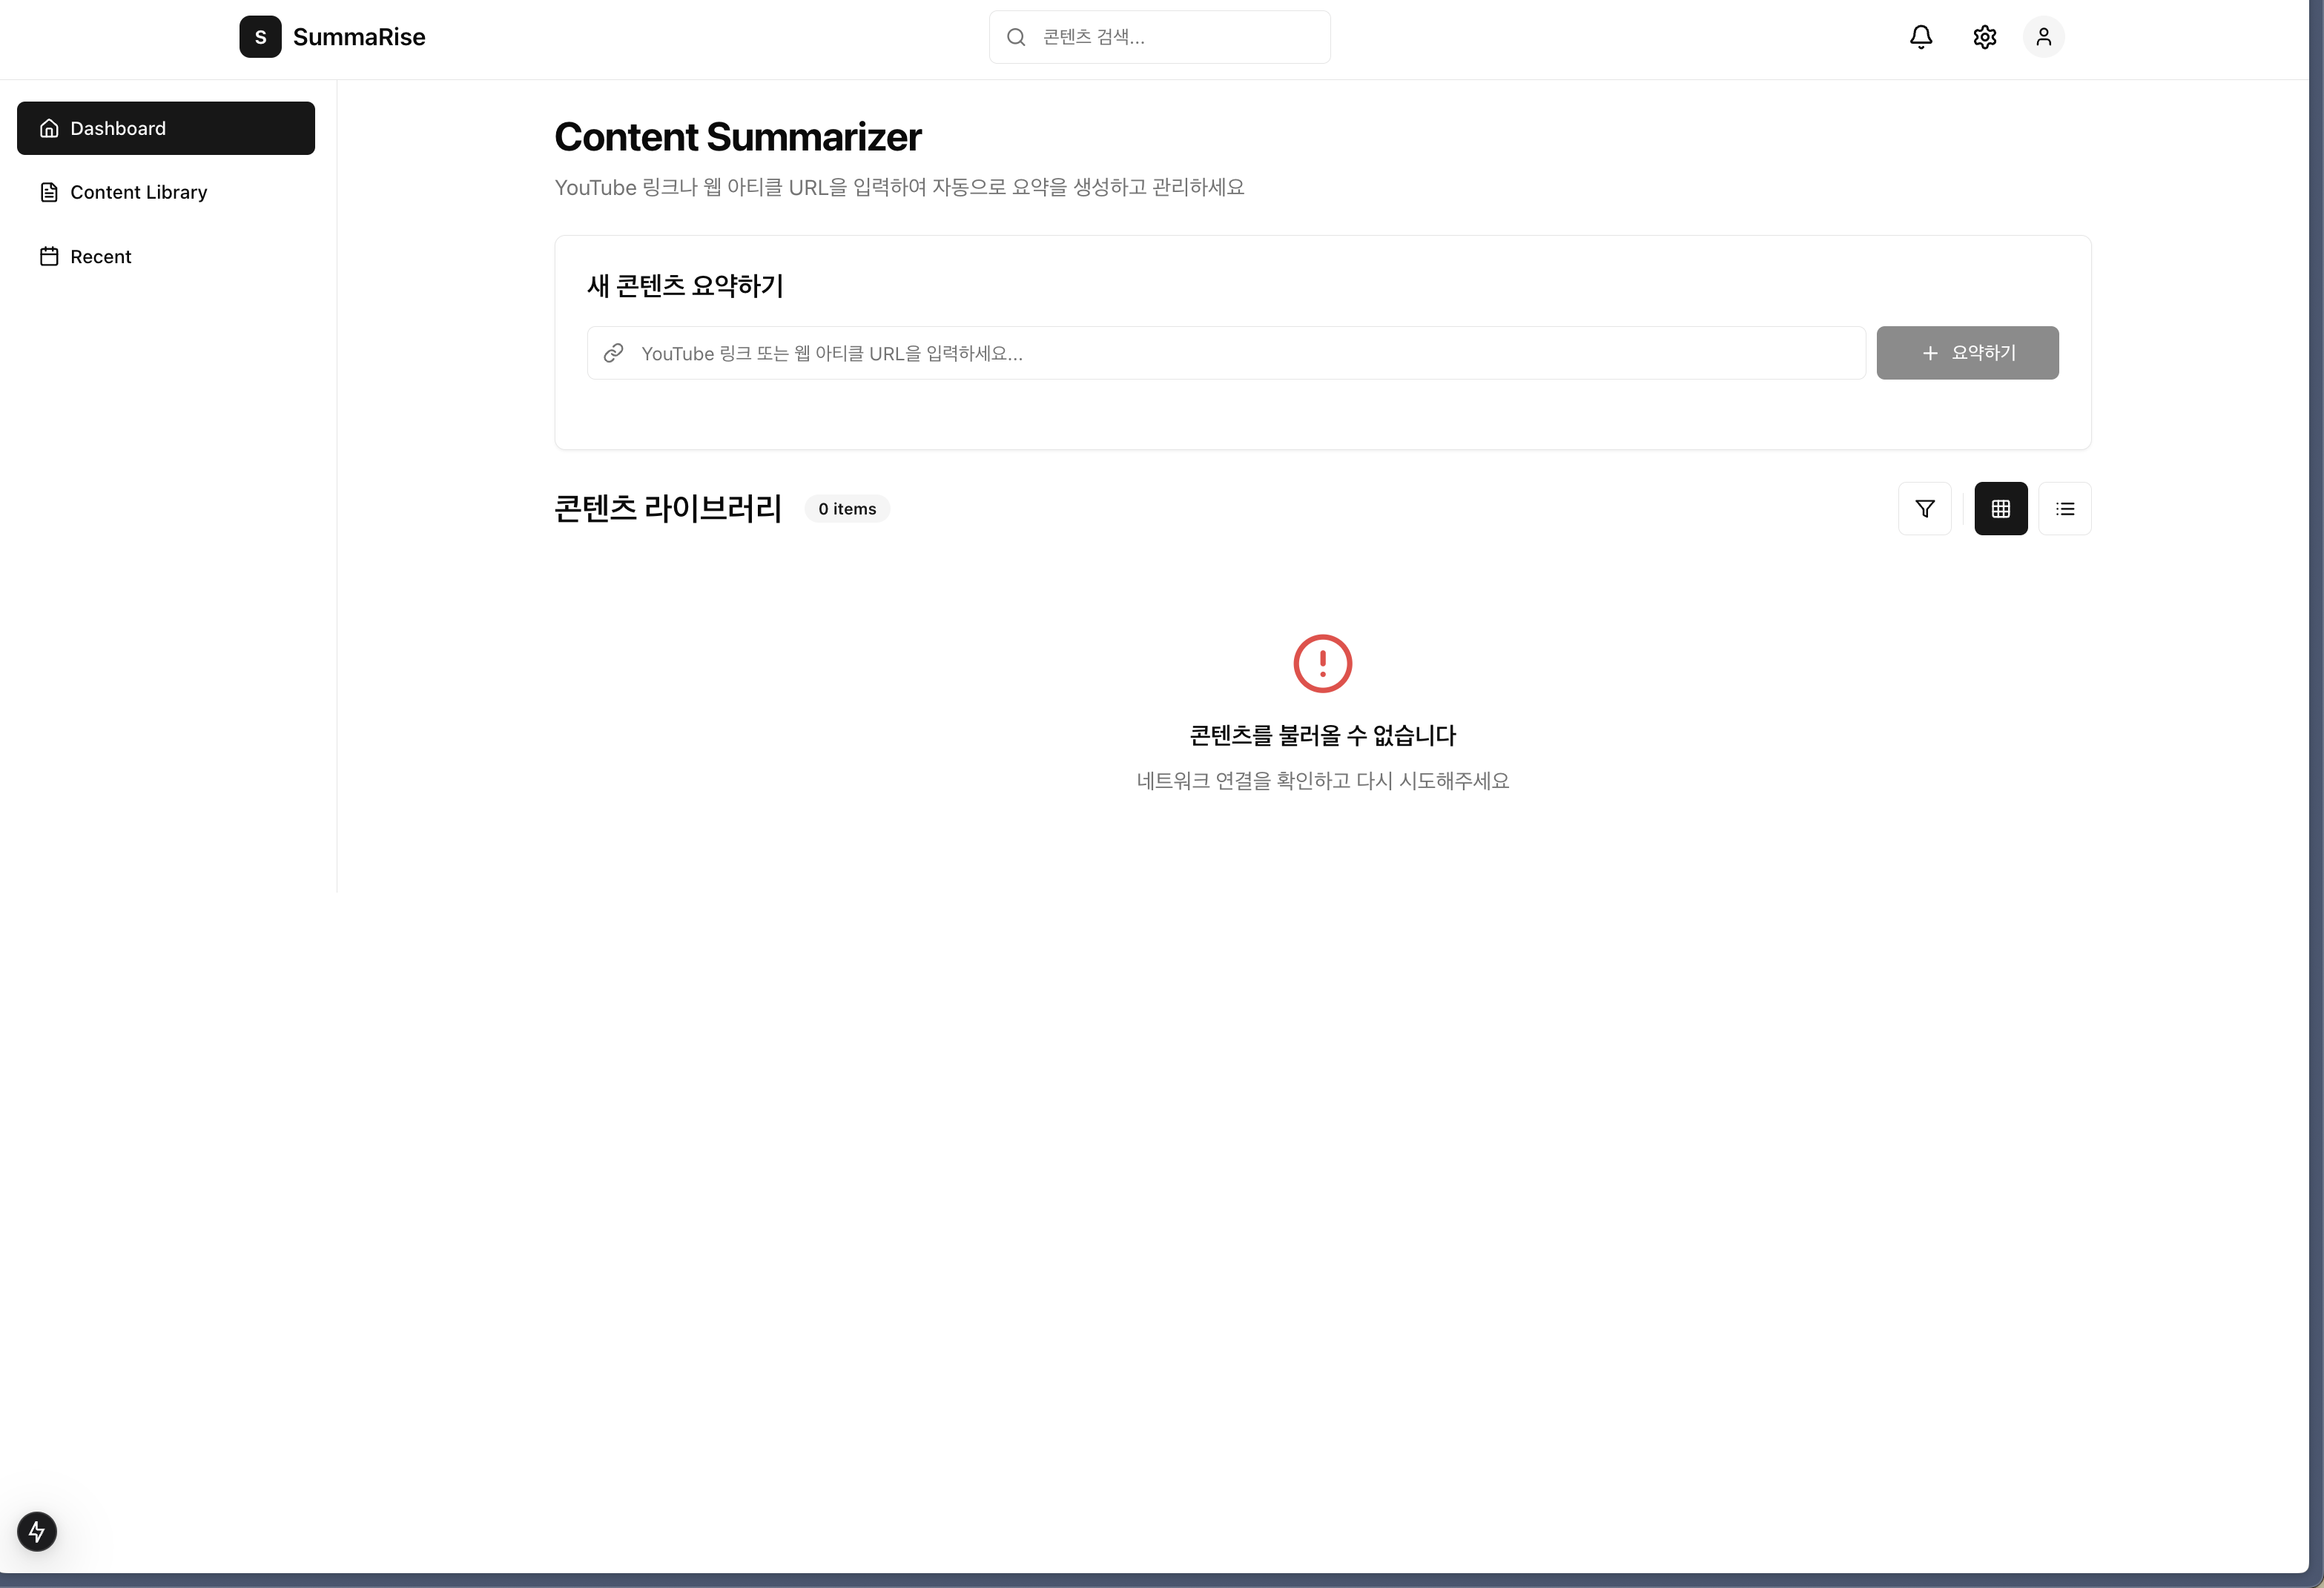 S SummaRise
콘텐츠 검색...
Dashboard
Content Library
Recent
Content Summarizer
YouTube 링크나 웹 아티클 URL을 입력하여 자동으로 요약을 생성하고 관리하세요
새 콘텐츠 요약하기
YouTube 링크 또는 웹 아티클 URL을 입력하세요...
요약하기
콘텐츠 라이브러리 0 items
콘텐츠를 불러올 수 없습니다
네트워크 연결을 확인하고 다시 시도해주세요